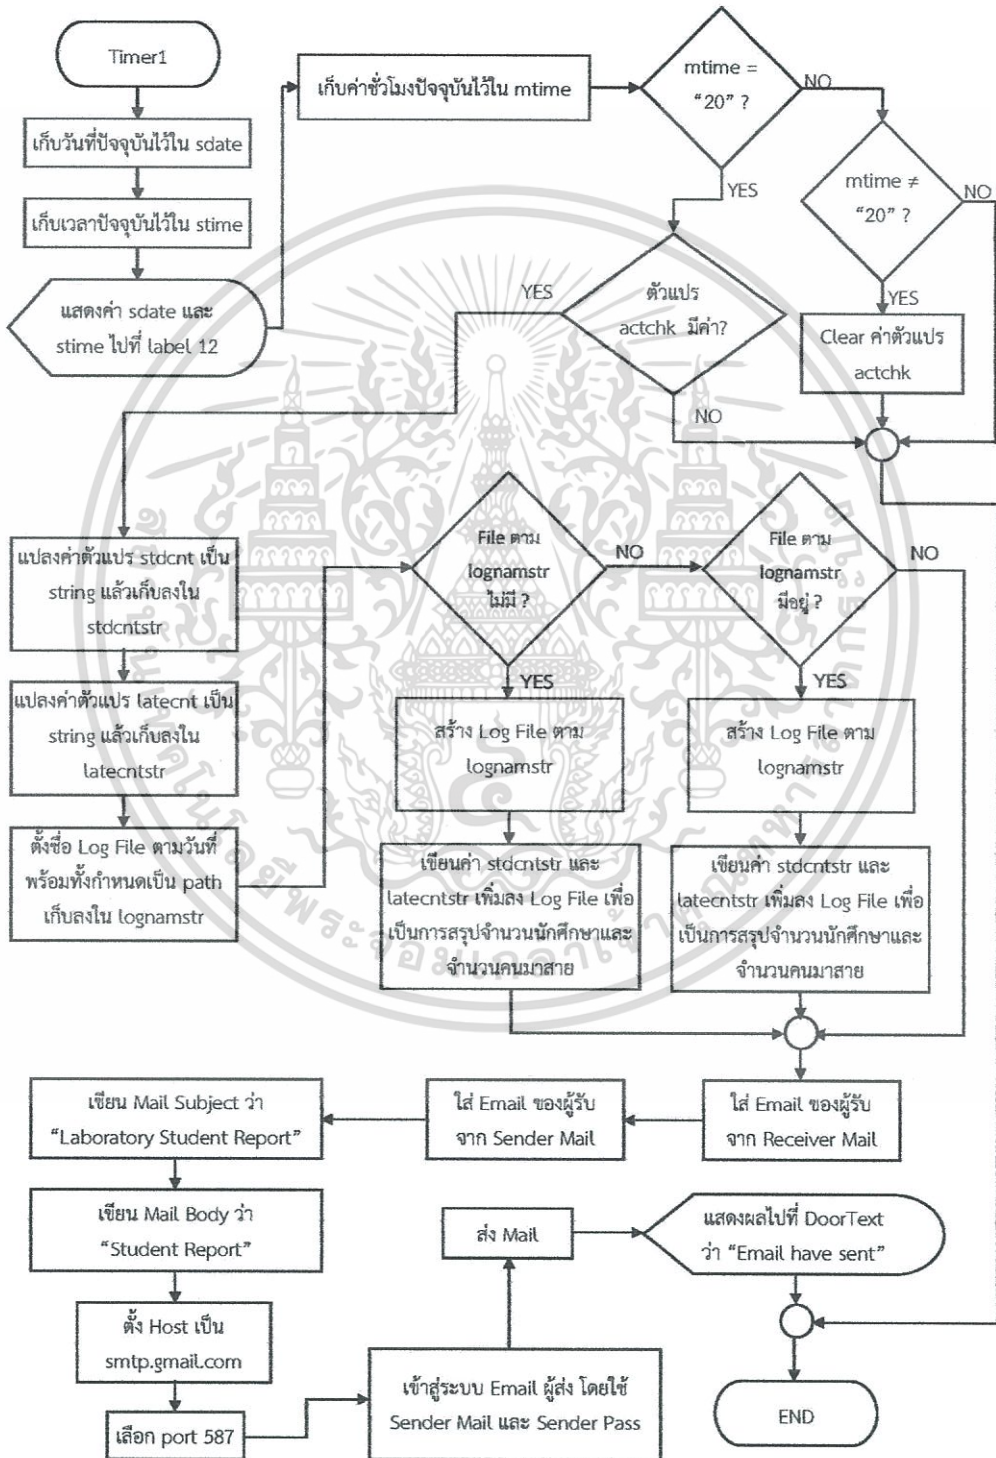 Timer1
เก็บวันที่ปัจจุบันไว้ใน sdate
เก็บเวลาปัจจุบันไว้ใน stime
แสดงค่า sdate และ
stime ไปที่ label 12
เก็บค่าชั่วโมงปัจจุบันไว้ใน mtime
mtime =
"20" ?
NO
YES
mtime ≠
"20" ?
NO
YES
ตัวแปร
actchk มีค่า?
YES
NO
Clear ค่าตัวแปร
actchk
แปลงค่าตัวแปร stdcnt เป็น
string แล้วเก็บลงใน
stdcntstr
แปลงค่าตัวแปร latecnt เป็น
string แล้วเก็บลงใน
latecntstr
ตั้งชื่อ Log File ตามวันที่
พร้อมทั้งกำหนดเป็น path
เก็บลงใน lognamstr
File ตาม
lognamstr
ไม่มี ?
NO
YES
File ตาม
lognamstr
มีอยู่ ?
NO
YES
สร้าง Log File ตาม
lognamstr
สร้าง Log File ตาม
lognamstr
เขียนค่า stdcntstr และ
latecntstr เพิ่มลง Log File เพื่อ
เป็นการสรุปจำนวนนักศึกษาและ
จำนวนคนมาสาย
เขียนค่า stdcntstr และ
latecntstr เพิ่มลง Log File เพื่อ
เป็นการสรุปจำนวนนักศึกษาและ
จำนวนคนมาสาย
ใส่ Email ของผู้รับ
จาก Receiver Mail
ใส่ Email ของผู้รับ
จาก Sender Mail
เขียน Mail Subject ว่า
"Laboratory Student Report"
เขียน Mail Body ว่า
"Student Report"
ตั้ง Host เป็น
smtp.gmail.com
เลือก port 587
เข้าสู่ระบบ Email ผู้ส่ง โดยใช้
Sender Mail และ Sender Pass
ส่ง Mail
แสดงผลไปที่ DoorText
ว่า "Email have sent"
END